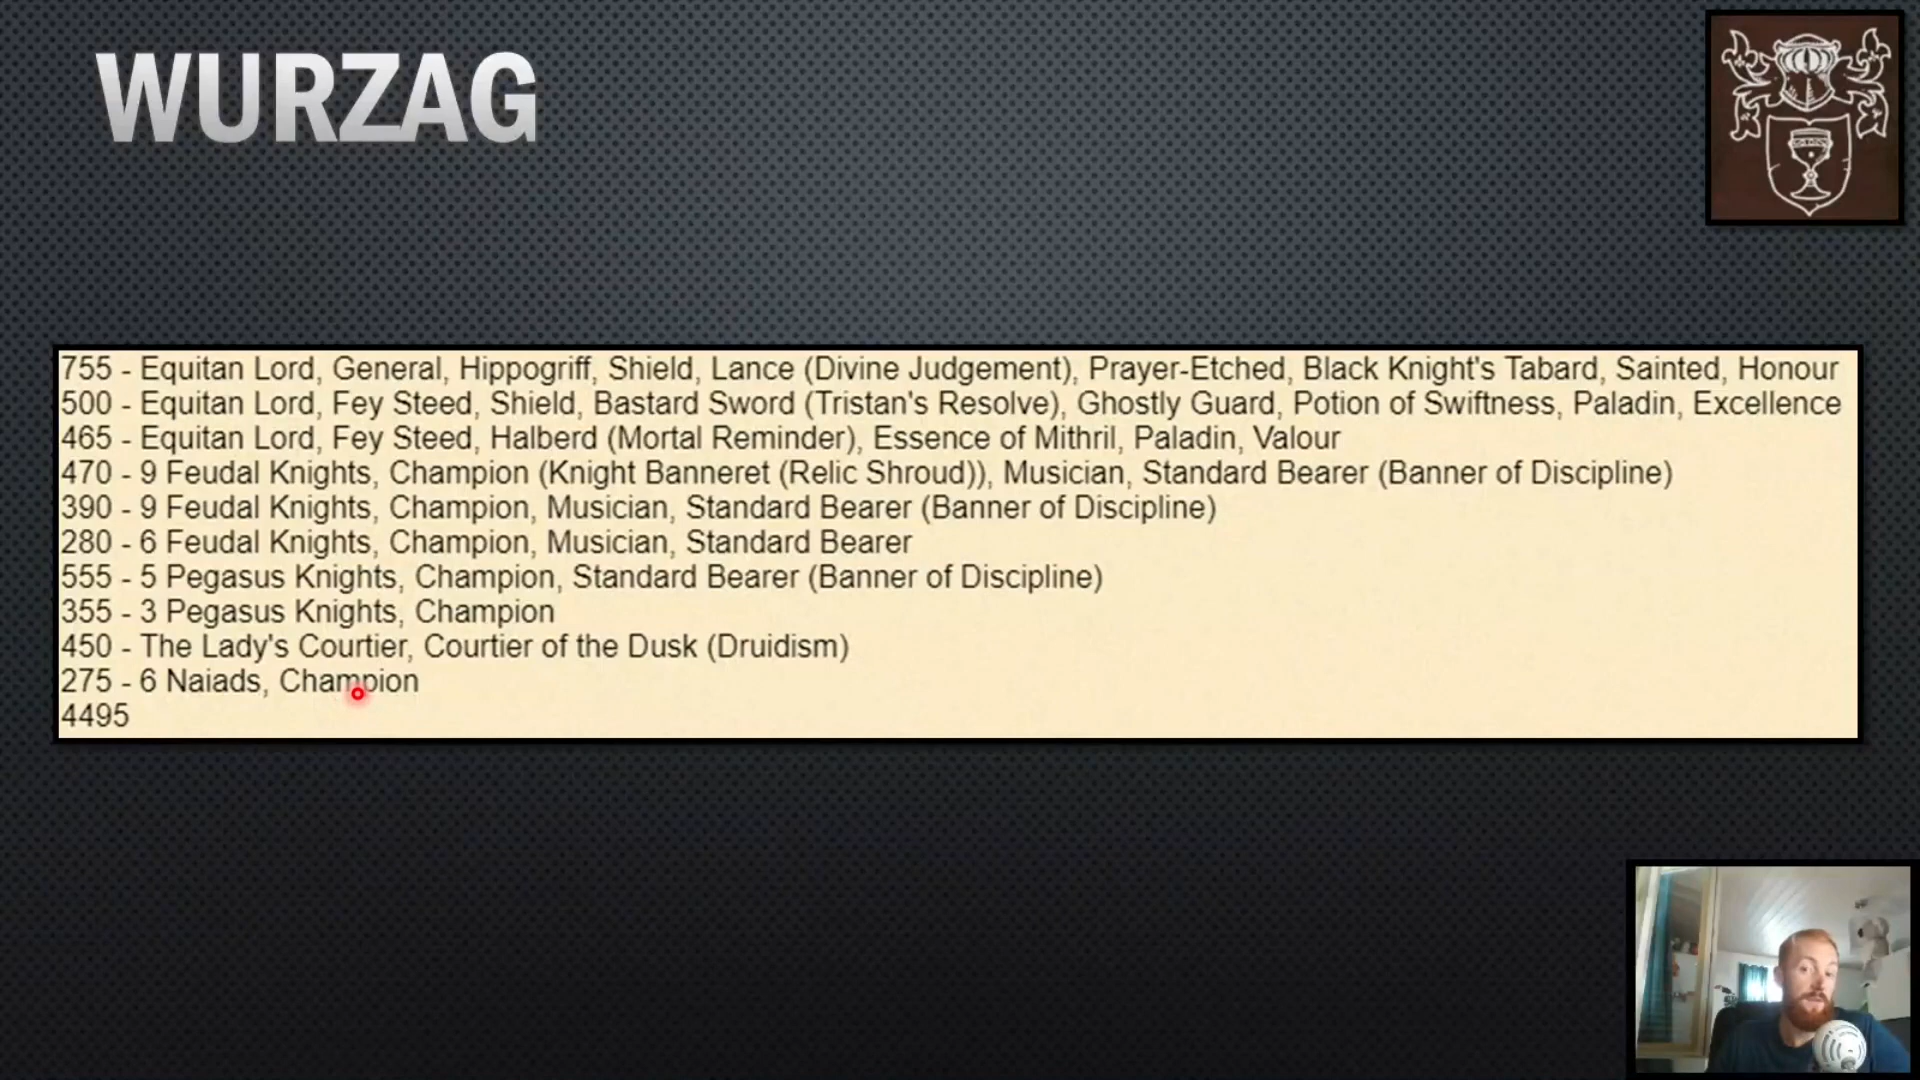 WURZAG
755 - Equitan Lord, General, Hippogriff, Shield, Lance (Divine Judgement), Prayer-Etched, Black Knight's Tabard, Sainted, Honour
500 - Equitan Lord, Fey Steed, Shield, Bastard Sword (Tristan's Resolve), Ghostly Guard, Potion of Swiftness, Paladin, Excellence
465 - Equitan Lord, Fey Steed, Halberd (Mortal Reminder), Essence of Mithril, Paladin, Valour
470 - 9 Feudal Knights, Champion (Knight Banneret (Relic Shroud)), Musician, Standard Bearer (Banner of Discipline)
390 - 9 Feudal Knights, Champion, Musician, Standard Bearer (Banner of Discipline)
280 - 6 Feudal Knights, Champion, Musician, Standard Bearer
555 - 5 Pegasus Knights, Champion, Standard Bearer (Banner of Discipline)
355 - 3 Pegasus Knights, Champion
450 - The Lady's Courtier, Courtier of the Dusk (Druidism)
275 - 6 Naiads, Champion
4495